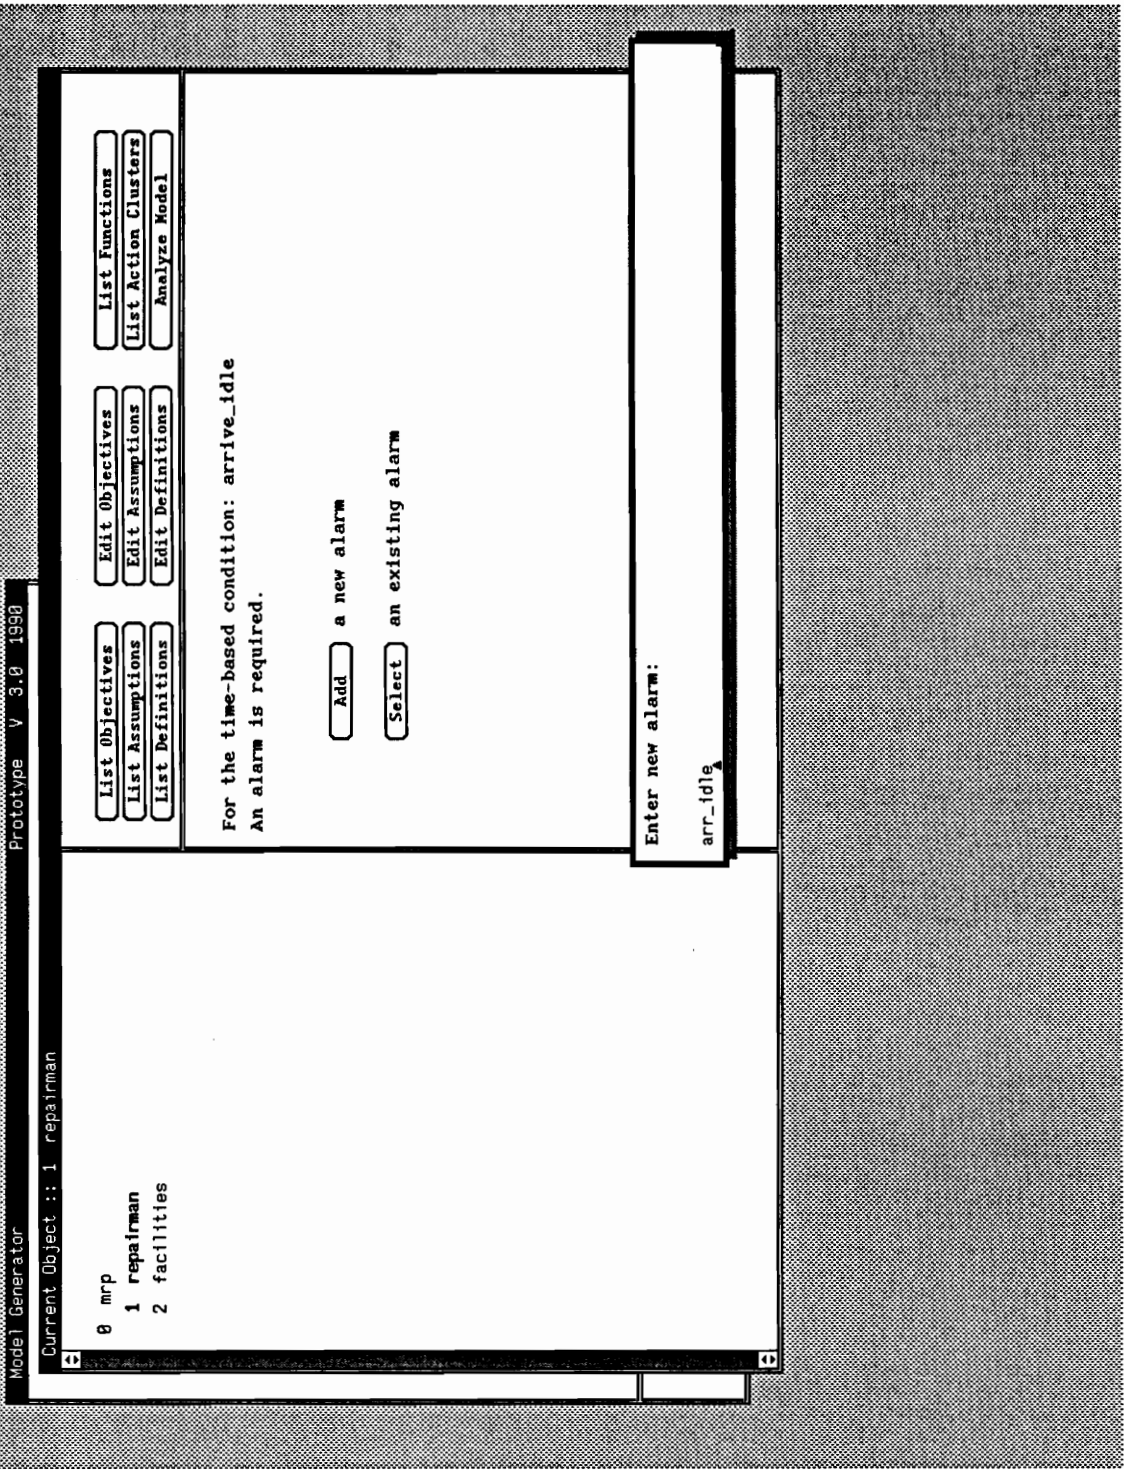 Model Generator Prototype V 3.0 1990
Current Object :: 1 repairman
0 mrp
1 repairman
2 facilities
List Objectives Edit Objectives List Functions
List Assumptions Edit Assumptions List Action Clusters
List Definitions Edit Definitions Analyze Model
For the time-based condition: arrive_idle
An alarm is required.
Add a new alarm
Select an existing alarm
Enter new alarm:
arr_idle